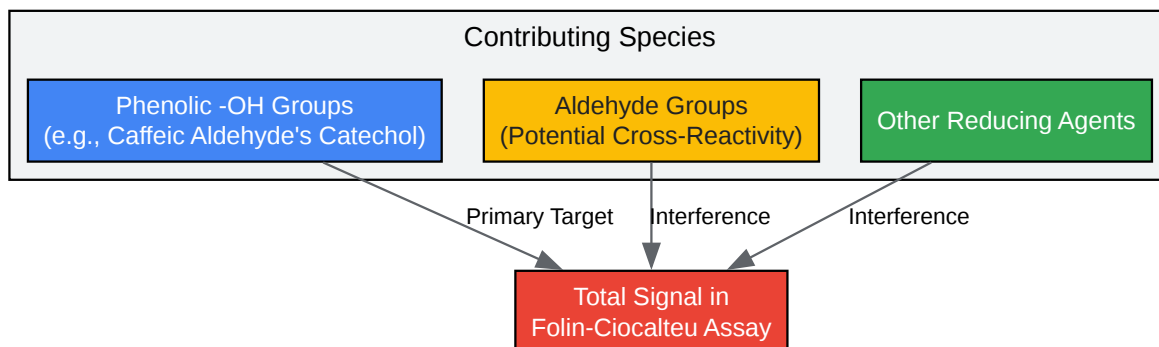 Contributing Species
Phenolic -OH Groups
(e.g., Caffeic Aldehyde's Catechol)
Aldehyde Groups
(Potential Cross-Reactivity)
Other Reducing Agents
Primary Target
Interference
Interference
Total Signal in
Folin-Ciocalteu Assay